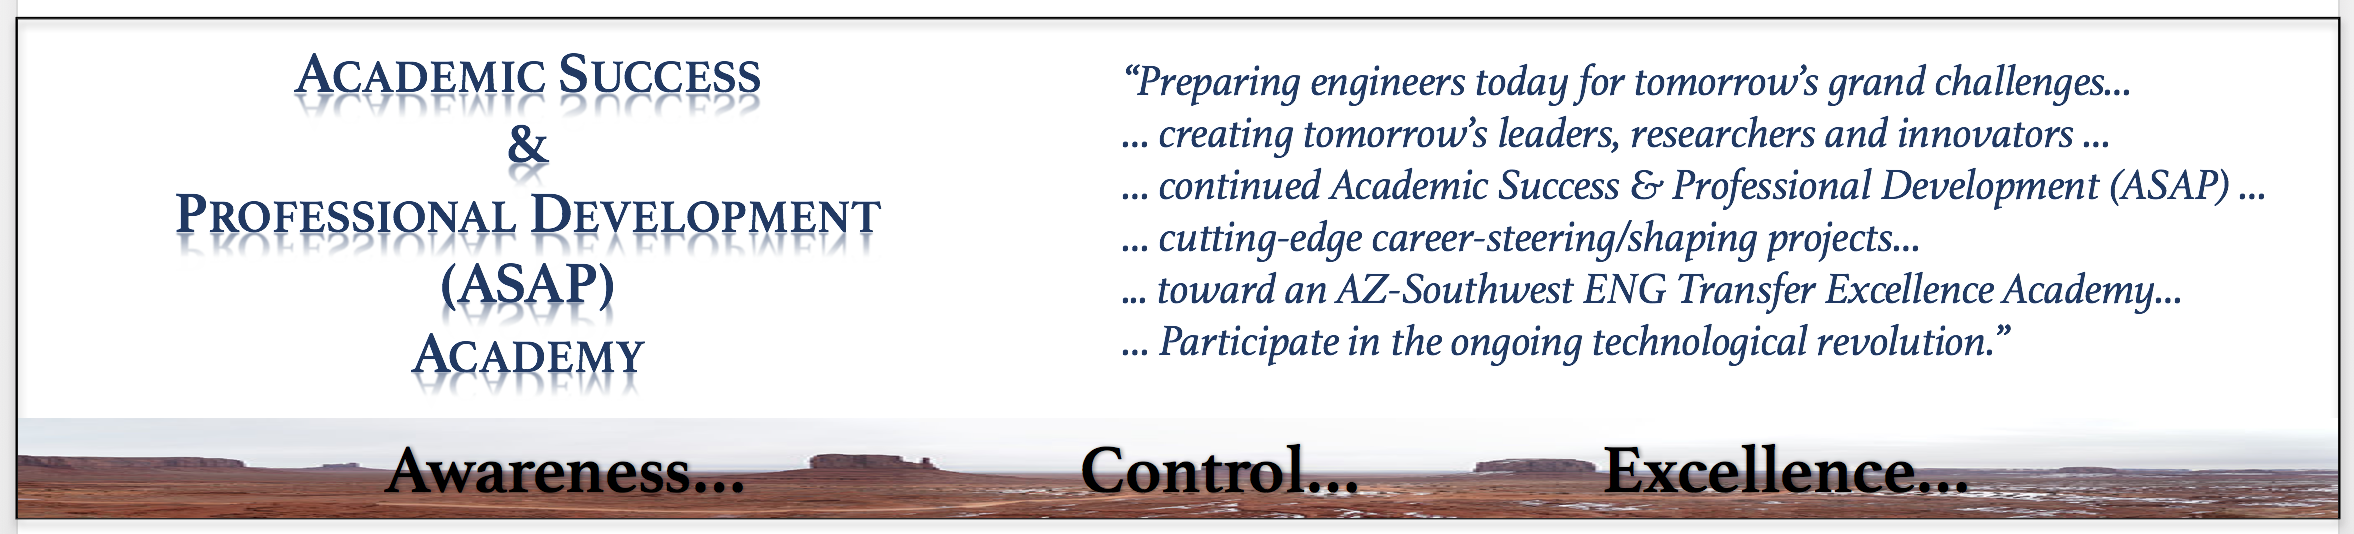 ACADEMIC SUCCESS
&
PROFESSIONAL DEVELOPMENT
(ASAP)
ACADEMY
“Preparing engineers today for tomorrow’s grand challenges...
... creating tomorrow’s leaders, researchers and innovators ...
... continued Academic Success & Professional Development (ASAP) ...
... cutting-edge career-steering/shaping projects...
... toward an AZ-Southwest ENG Transfer Excellence Academy...
... Participate in the ongoing technological revolution.”
Awareness... Control... Excellence...